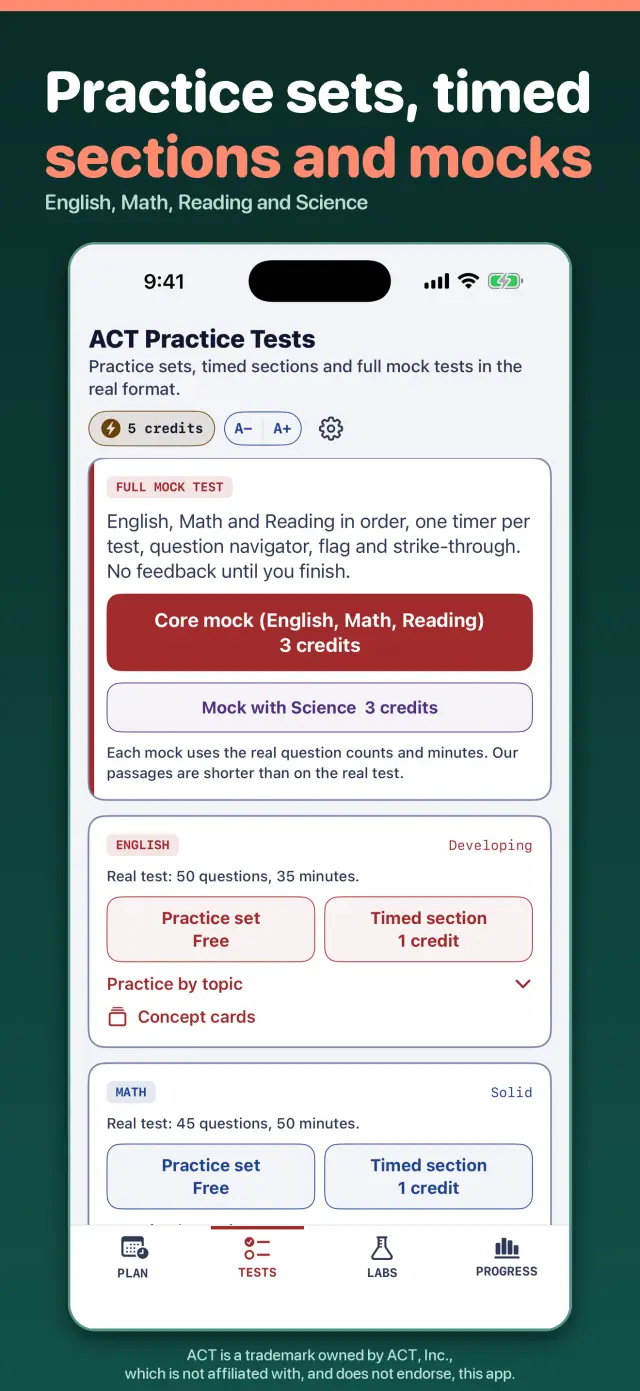 Practice sets, timed
sections and mocks
English, Math, Reading and Science
9:41
ACT Practice Tests
Practice sets, timed sections and full mock tests in the
real format.
5 credits
A−
A+
FULL MOCK TEST
English, Math and Reading in order, one timer per
test, question navigator, flag and strike-through.
No feedback until you finish.
Core mock (English, Math, Reading)
3 credits
Mock with Science 3 credits
Each mock uses the real question counts and minutes. Our
passages are shorter than on the real test.
ENGLISH
Developing
Real test: 50 questions, 35 minutes.
Practice set
Free
Timed section
1 credit
Practice by topic
Concept cards
MATH
Solid
Real test: 45 questions, 50 minutes.
Practice set
Free
Timed section
1 credit
PLAN
TESTS
LABS
PROGRESS
ACT is a trademark owned by ACT, Inc.,
which is not affiliated with, and does not endorse, this app.